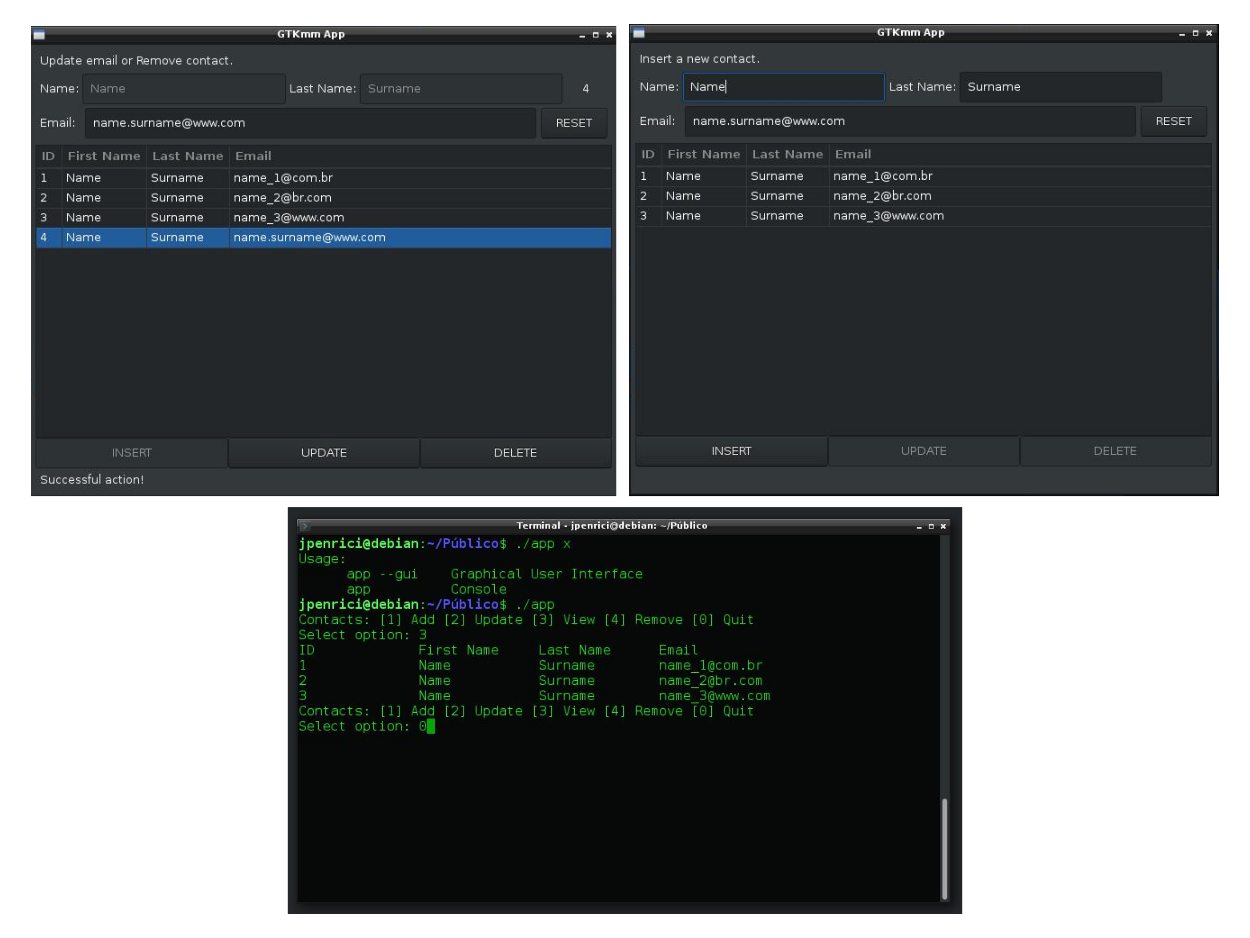 GTKmm App
Update email or Remove contact.
Name: Name Last Name: Surname 4
Email: name.surname@www.com RESET
ID First Name Last Name Email
1 Name Surname name_1@com.br
2 Name Surname name_2@br.com
3 Name Surname name_3@www.com
4 Name Surname name.surname@www.com
INSERT UPDATE DELETE
Successful action!
GTKmm App
Insert a new contact.
Name: Name Last Name: Surname
Email: name.surname@www.com RESET
ID First Name Last Name Email
1 Name Surname name_1@com.br
2 Name Surname name_2@br.com
3 Name Surname name_3@www.com
INSERT UPDATE DELETE
Terminal - jpenrici@debian: ~/Público
jpenrici@debian:~/Público$ ./app x
Usage:
app --gui Graphical User Interface
app Console
jpenrici@debian:~/Público$ ./app
Contacts: [1] Add [2] Update [3] View [4] Remove [0] Quit
Select option: 3
ID First Name Last Name Email
1 Name Surname name_1@com.br
2 Name Surname name_2@br.com
3 Name Surname name_3@www.com
Contacts: [1] Add [2] Update [3] View [4] Remove [0] Quit
Select option: 0